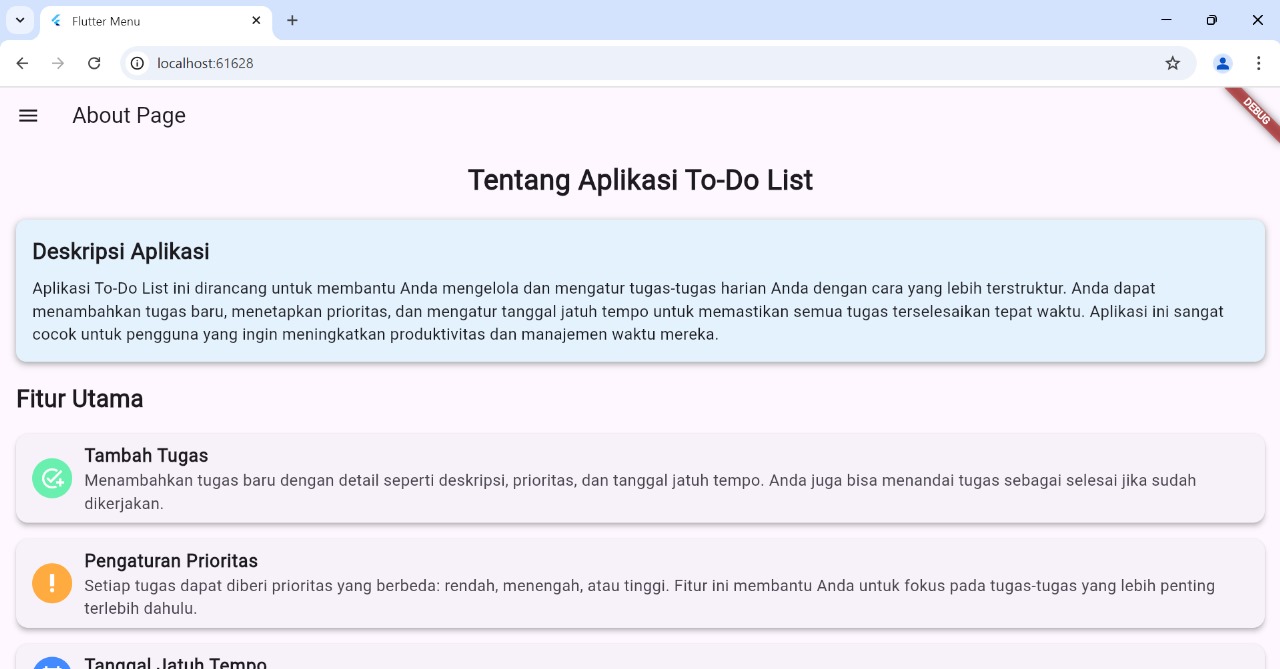 Flutter Menu
localhost:61628
About Page
DEBUG
Tentang Aplikasi To-Do List
Deskripsi Aplikasi
Aplikasi To-Do List ini dirancang untuk membantu Anda mengelola dan mengatur tugas-tugas harian Anda dengan cara yang lebih terstruktur. Anda dapat
menambahkan tugas baru, menetapkan prioritas, dan mengatur tanggal jatuh tempo untuk memastikan semua tugas terselesaikan tepat waktu. Aplikasi ini sangat
cocok untuk pengguna yang ingin meningkatkan produktivitas dan manajemen waktu mereka.
Fitur Utama
Tambah Tugas
Menambahkan tugas baru dengan detail seperti deskripsi, prioritas, dan tanggal jatuh tempo. Anda juga bisa menandai tugas sebagai selesai jika sudah
dikerjakan.
Pengaturan Prioritas
Setiap tugas dapat diberi prioritas yang berbeda: rendah, menengah, atau tinggi. Fitur ini membantu Anda untuk fokus pada tugas-tugas yang lebih penting
terlebih dahulu.
Tanggal Jatuh Tempo